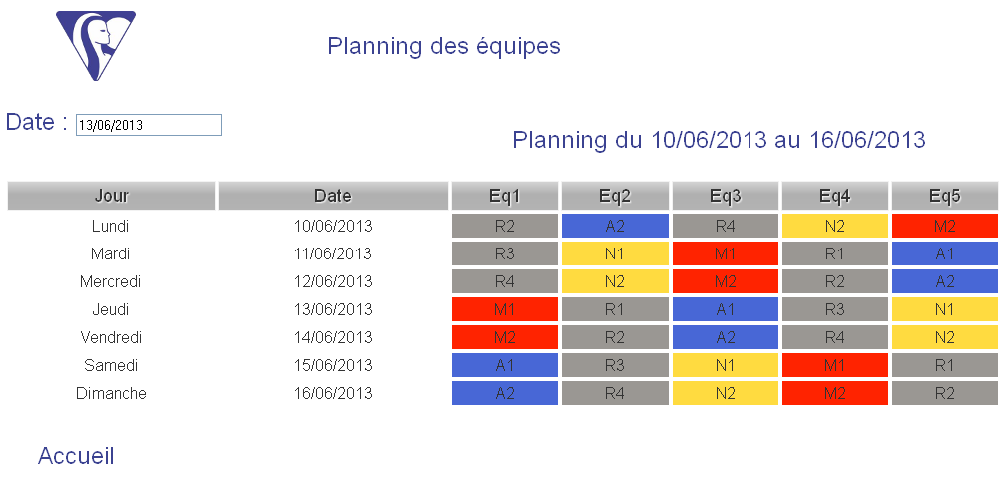 Planning des équipes
Date : 13/06/2013
Planning du 10/06/2013 au 16/06/2013
Jour Date Eq1 Eq2 Eq3 Eq4 Eq5
Lundi 10/06/2013 R2 A2 R4 N2 M2
Mardi 11/06/2013 R3 N1 M1 R1 A1
Mercredi 12/06/2013 R4 N2 M2 R2 A2
Jeudi 13/06/2013 M1 R1 A1 R3 N1
Vendredi 14/06/2013 M2 R2 A2 R4 N2
Samedi 15/06/2013 A1 R3 N1 M1 R1
Dimanche 16/06/2013 A2 R4 N2 M2 R2
Accueil